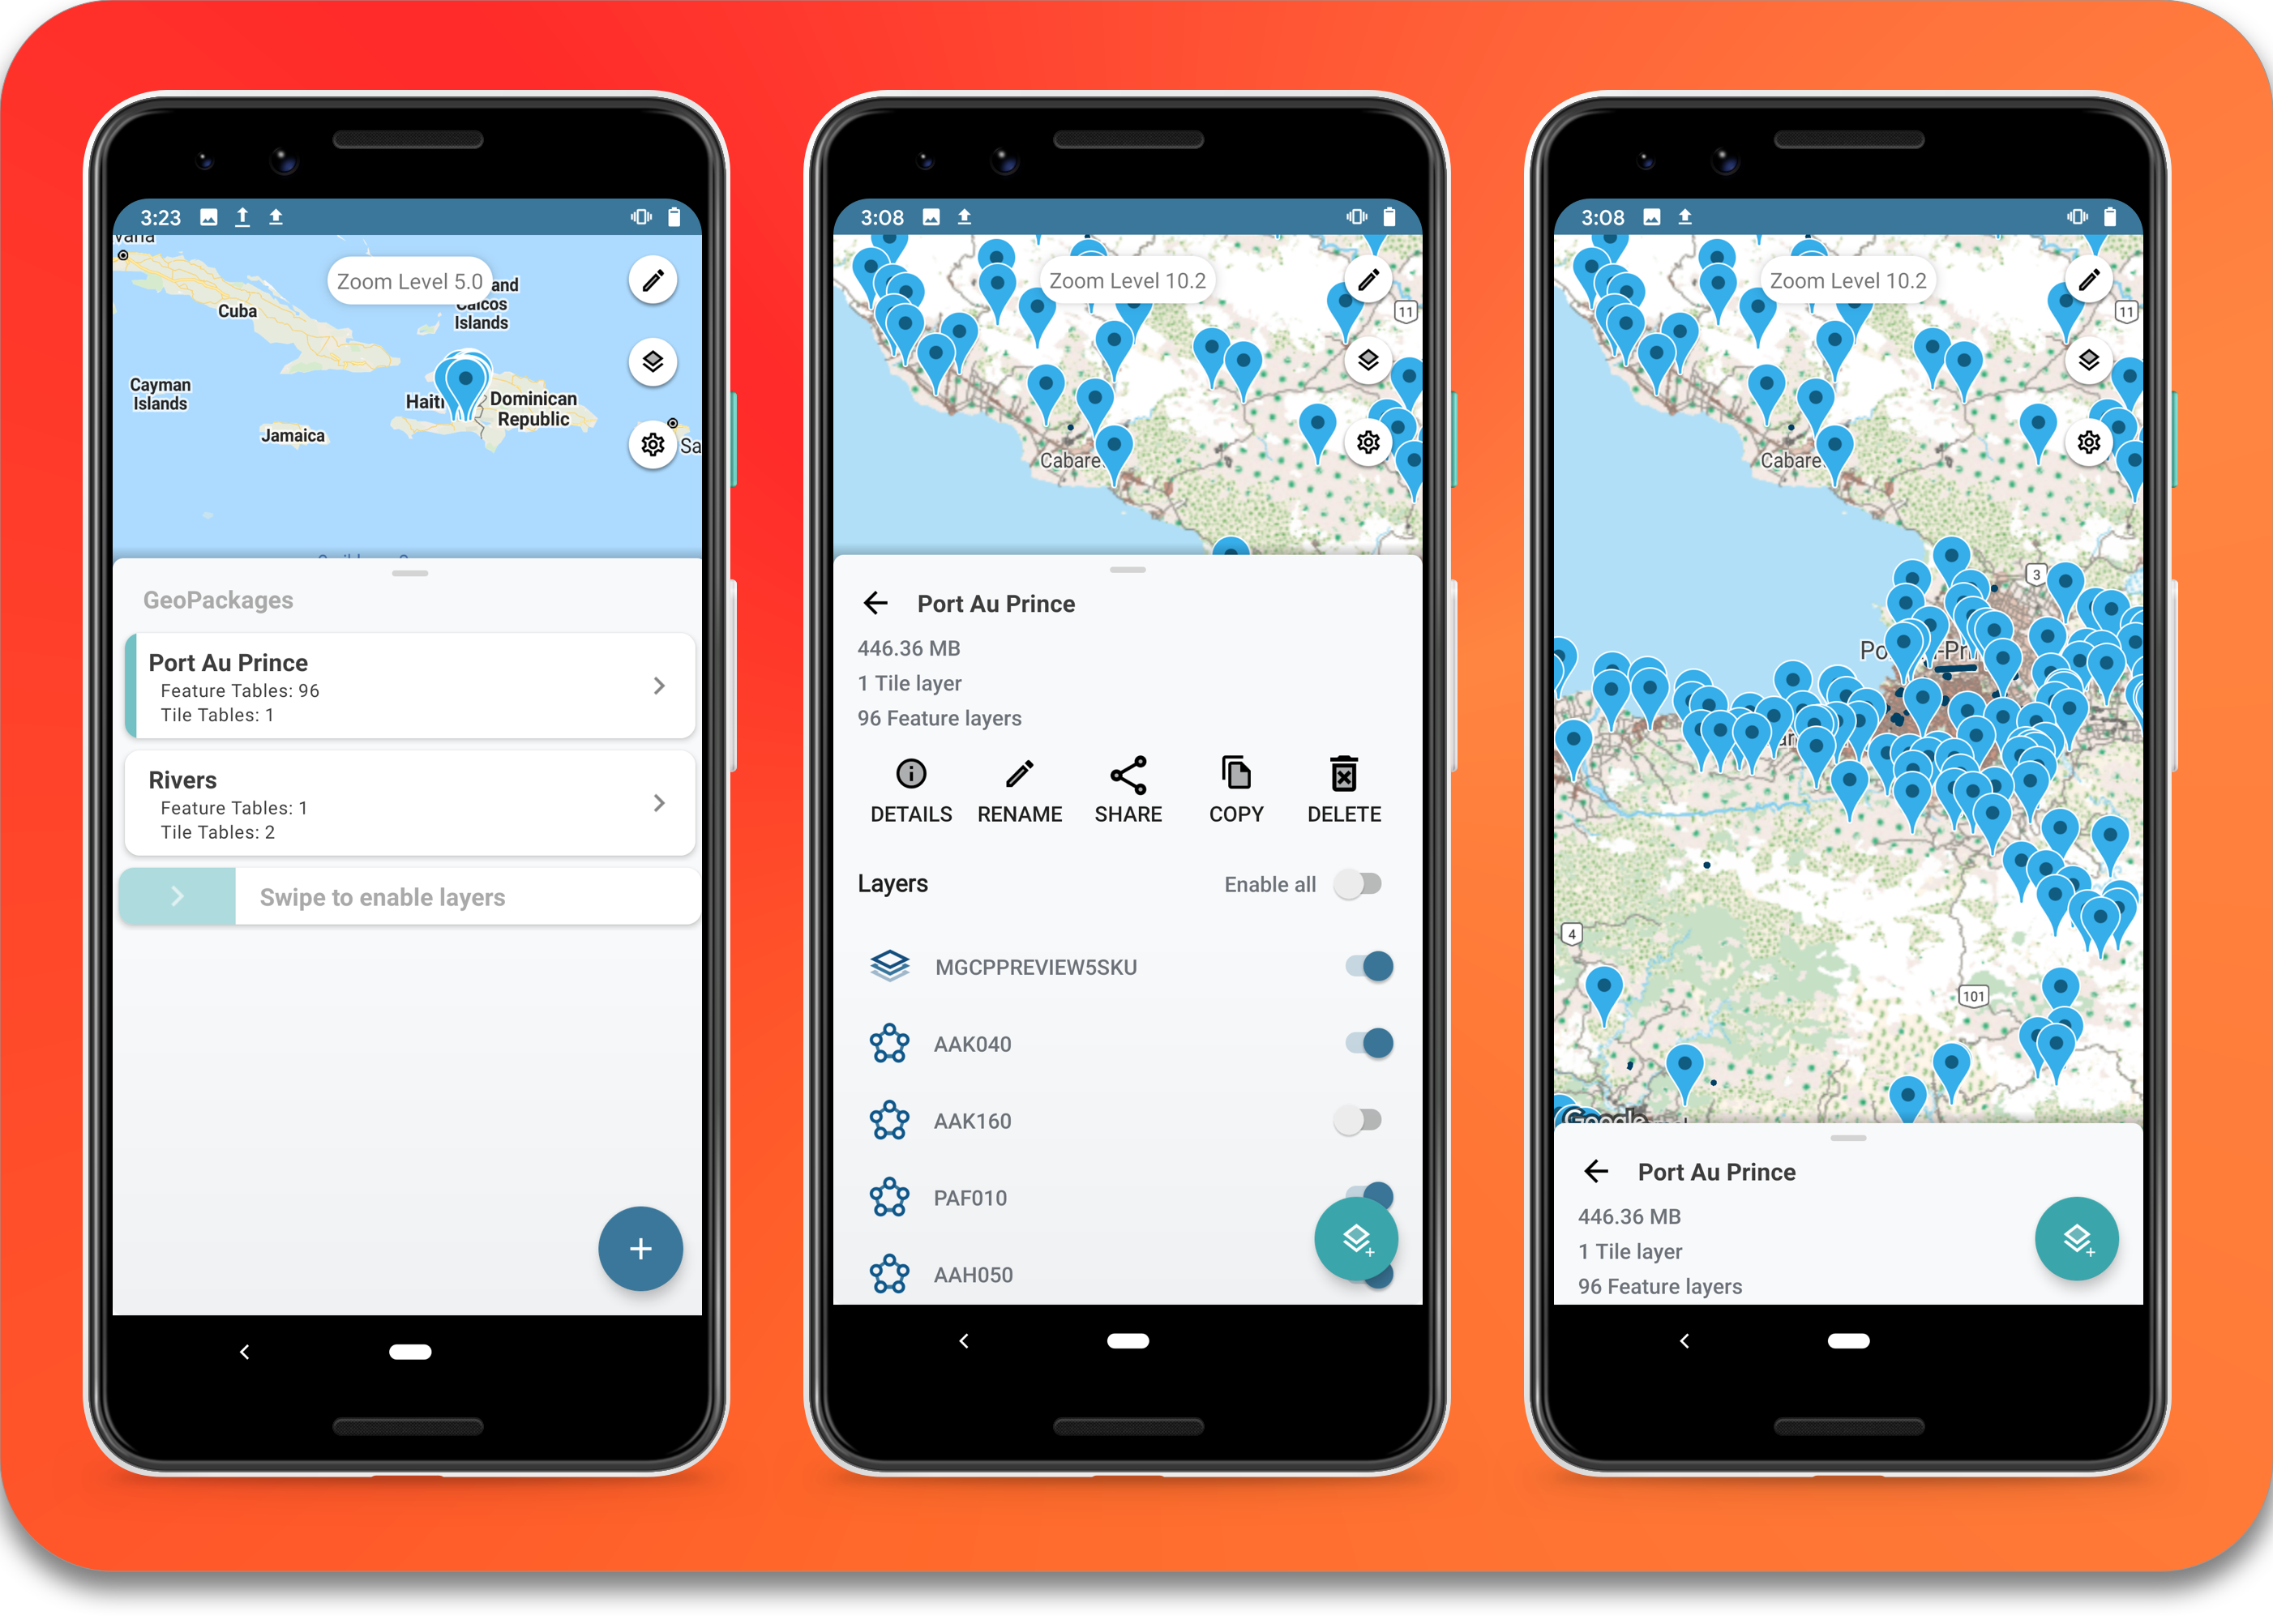 3:23
Zoom Level 5.0
and
Caicos
Islands
Cuba
Cayman
Islands
Haiti
Dominican
Republic
Jamaica
Sa
GeoPackages
Port Au Prince
Feature Tables: 96
Tile Tables: 1
Rivers
Feature Tables: 1
Tile Tables: 2
Swipe to enable layers
+
3:08
Zoom Level 10.2
11
Cabare
Port Au Prince
446.36 MB
1 Tile layer
96 Feature layers
DETAILS
RENAME
SHARE
COPY
DELETE
Layers
Enable all
MGCPPREVIEW5SKU
AAK040
AAK160
PAF010
AAH050
3:08
Zoom Level 10.2
11
Cabare
3
4
101
Google
Port Au Prince
446.36 MB
1 Tile layer
96 Feature layers